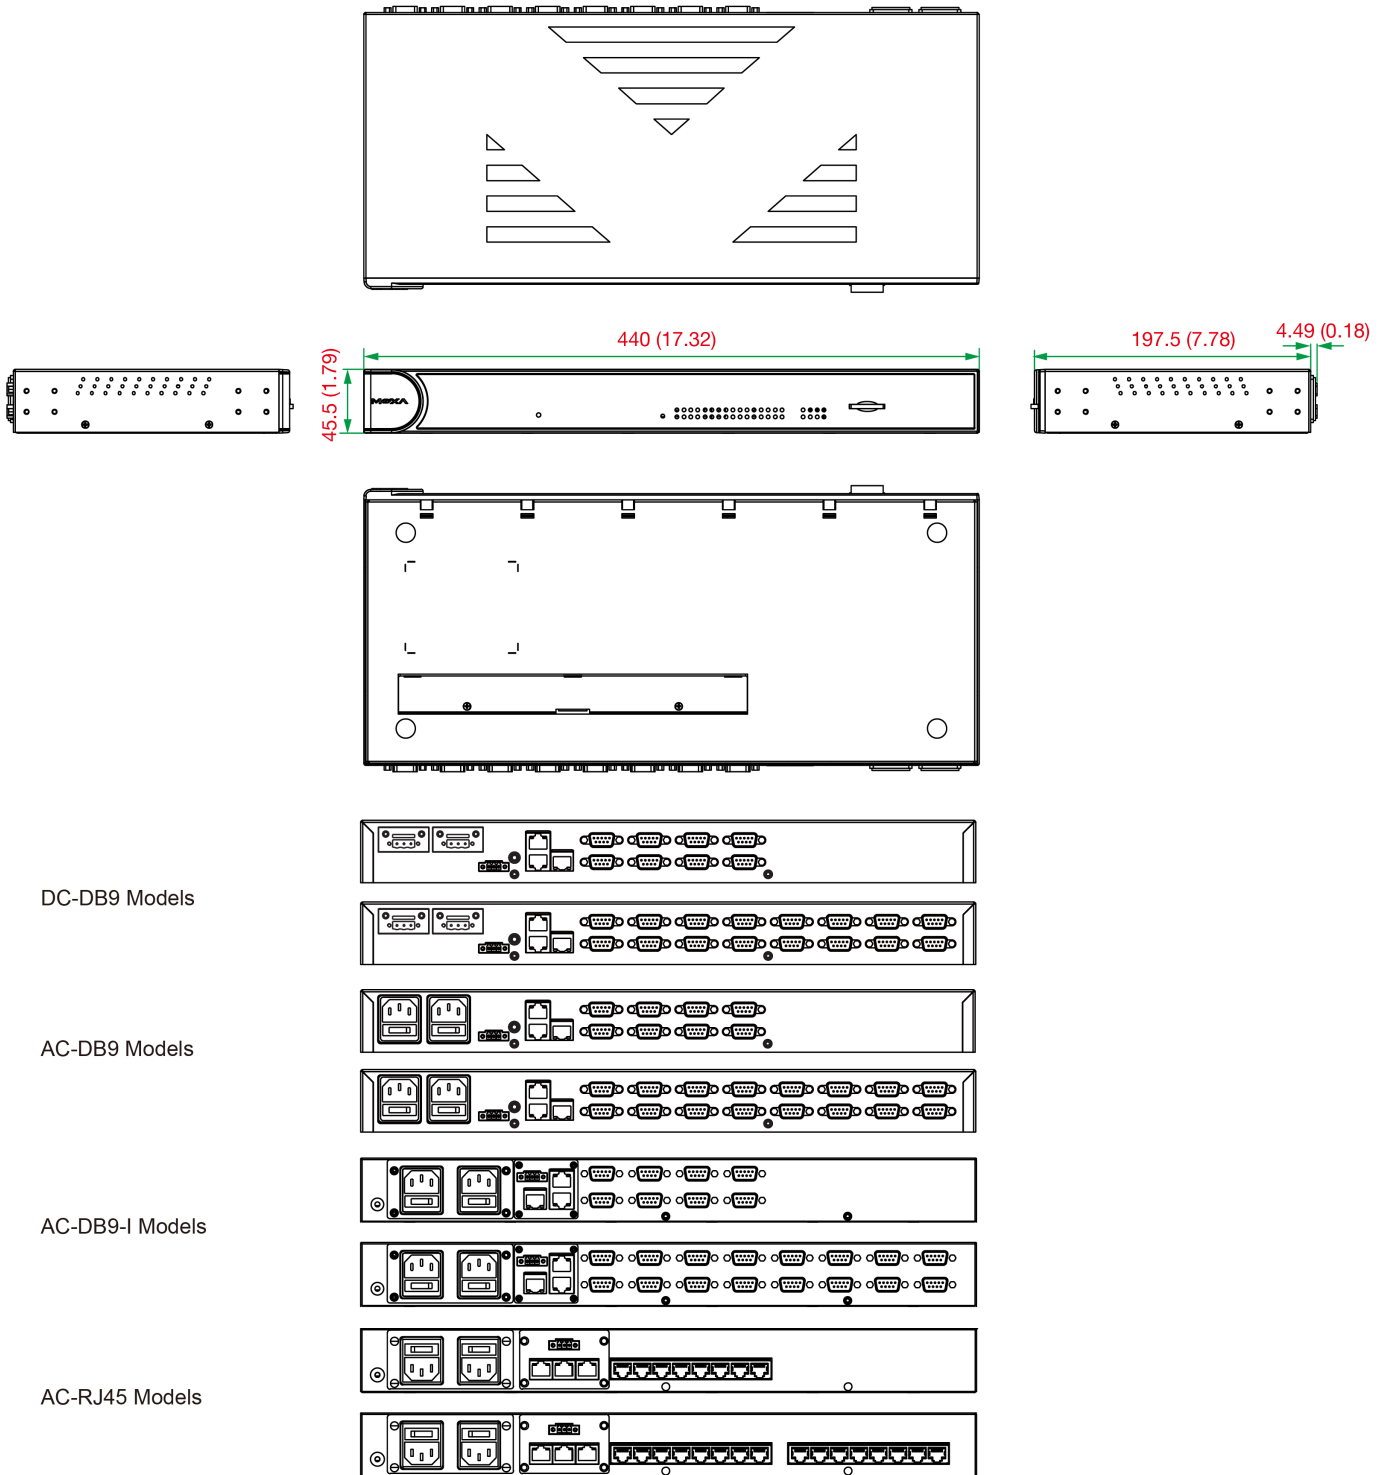 440 (17.32)
197.5 (7.78)
4.49 (0.18)
45.5 (1.79)
MOXA
DC-DB9 Models
AC-DB9 Models
AC-DB9-I Models
AC-RJ45 Models